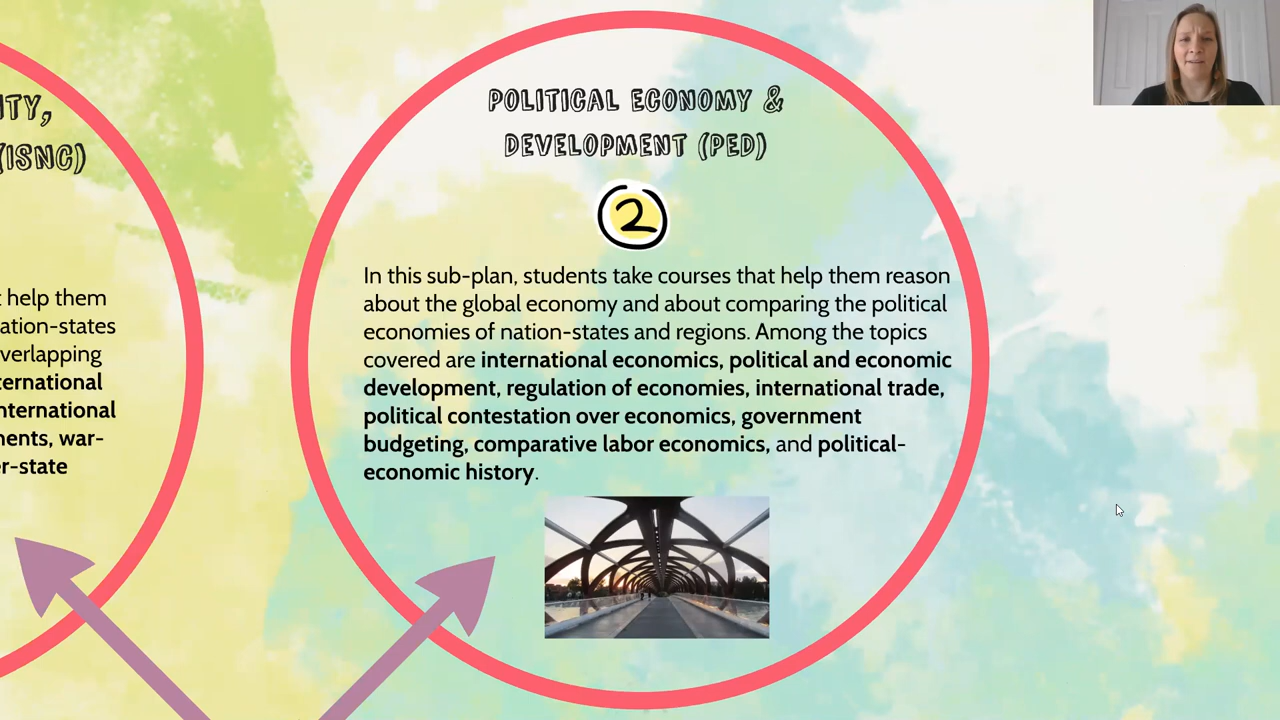 ITY,
(ISNC)
help them
ation-states
verlapping
ternational
nternational
ments, war-
er-state
POLITICAL ECONOMY &
DEVELOPMENT (PED)
2
In this sub-plan, students take courses that help them reason
about the global economy and about comparing the political
economies of nation-states and regions. Among the topics
covered are international economics, political and economic
development, regulation of economies, international trade,
political contestation over economics, government
budgeting, comparative labor economics, and political-
economic history.